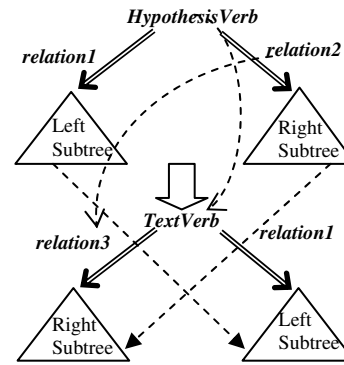 HypothesisVerb
relation1
relation2
Left
Subtree
Right
Subtree
TextVerb
relation3
relation1
Right
Subtree
Left
Subtree